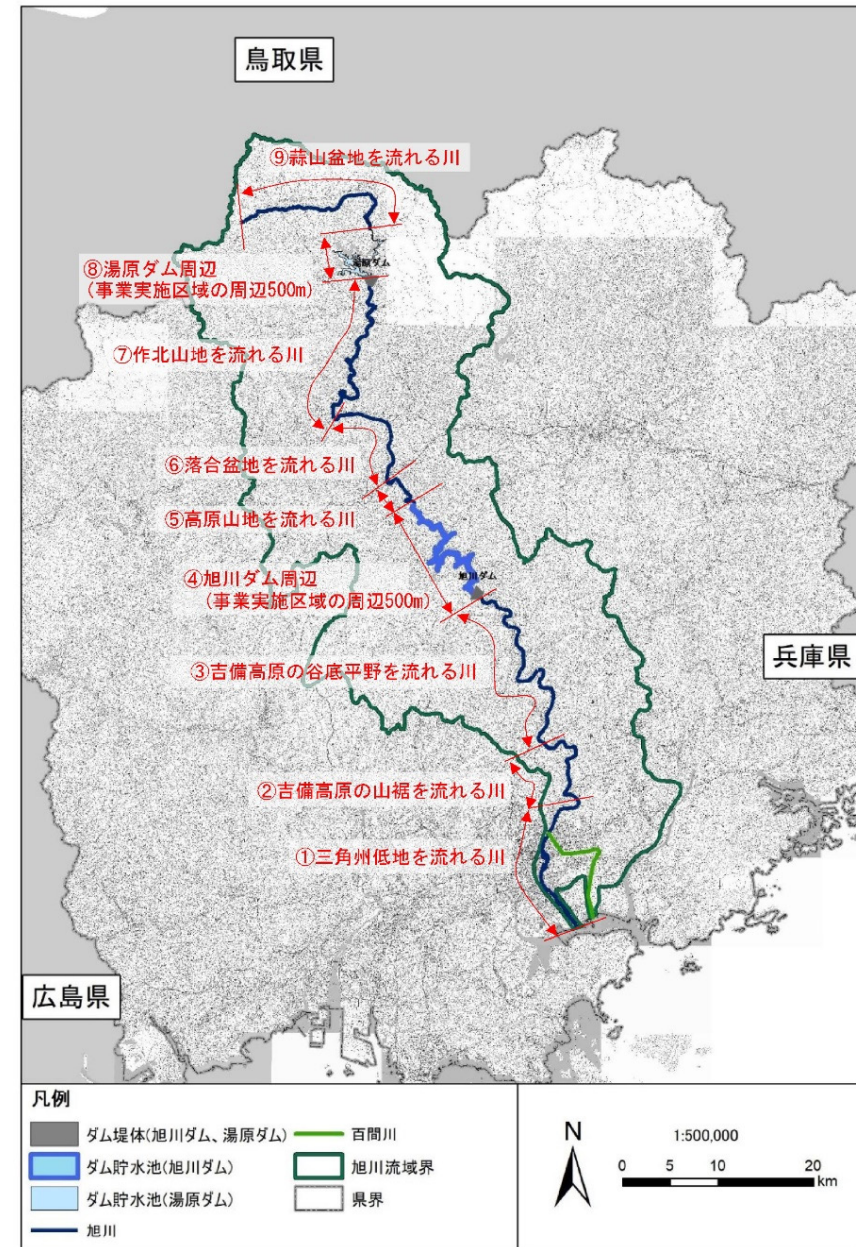 鳥取県
⑨蒜山盆地を流れる川
湯原ダム
⑧湯原ダム周辺
(事業実施区域の周辺500m)
⑦作北山地を流れる川
⑥落合盆地を流れる川
⑤高原山地を流れる川
④旭川ダム周辺
(事業実施区域の周辺500m)
旭川ダム
③吉備高原の谷底平野を流れる川
兵庫県
②吉備高原の山裾を流れる川
①三角州低地を流れる川
広島県
凡例
ダム堤体(旭川ダム、湯原ダム)
百間川
ダム貯水池(旭川ダム)
旭川流域界
ダム貯水池(湯原ダム)
県界
旭川
N
1:500,000
0 5 10 20
km